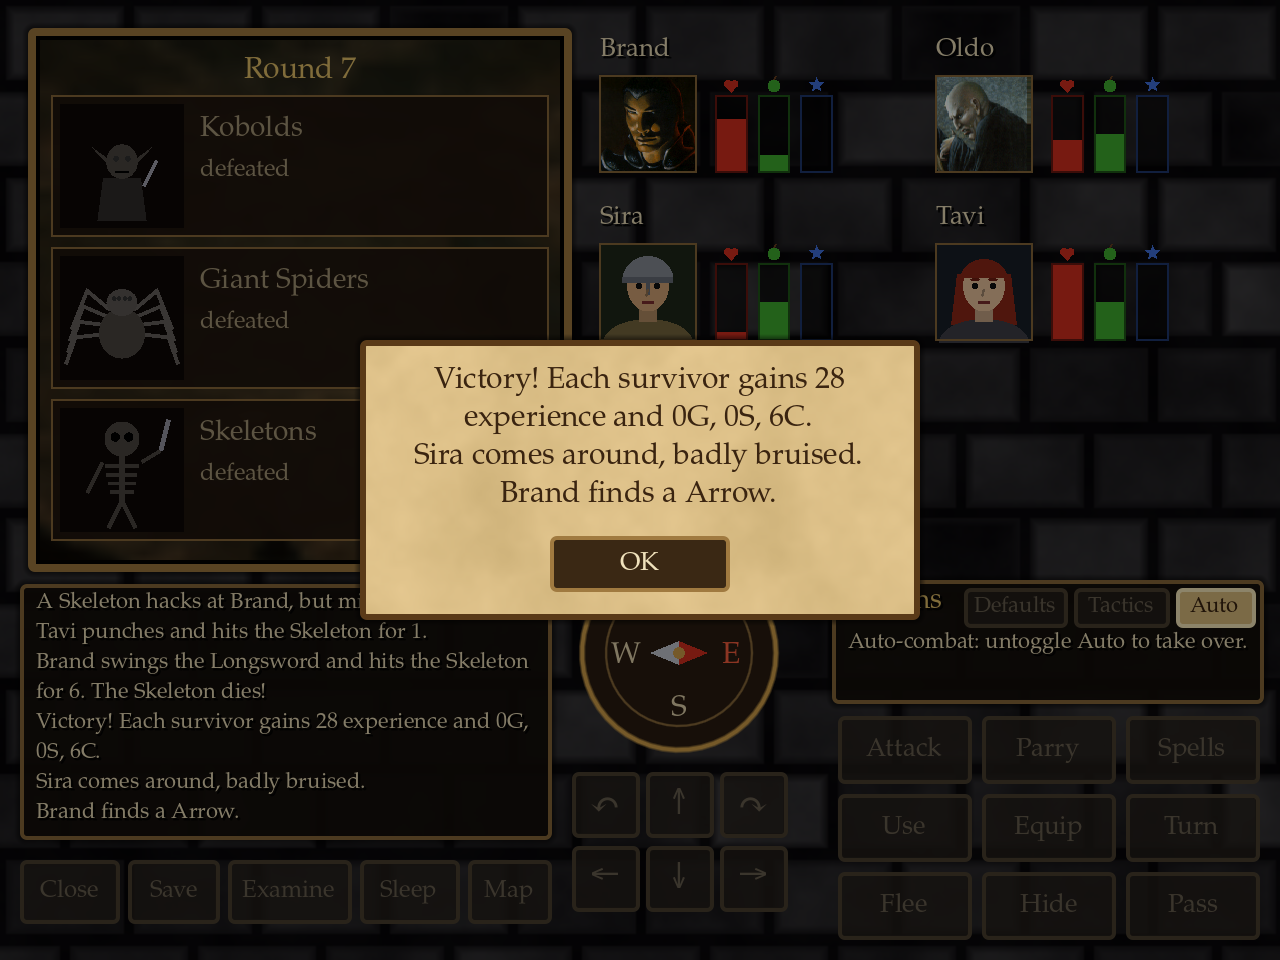 Round 7
Kobolds
defeated
Giant Spiders
defeated
Skeletons
defeated
Brand
Oldo
Sira
Tavi
Victory! Each survivor gains 28
experience and 0G, 0S, 6C.
Sira comes around, badly bruised.
Brand finds a Arrow.
OK
A Skeleton hacks at Brand, but
Tavi punches and hits the Skeleton for 1.
Brand swings the Longsword and hits the Skeleton
for 6. The Skeleton dies!
Victory! Each survivor gains 28 experience and 0G,
0S, 6C.
Sira comes around, badly bruised.
Brand finds a Arrow.
Close
Save
Examine
Sleep
Map
W
E
S
Defaults
Tactics
Auto
Auto-combat: untoggle Auto to take over.
Attack
Parry
Spells
Use
Equip
Turn
Flee
Hide
Pass